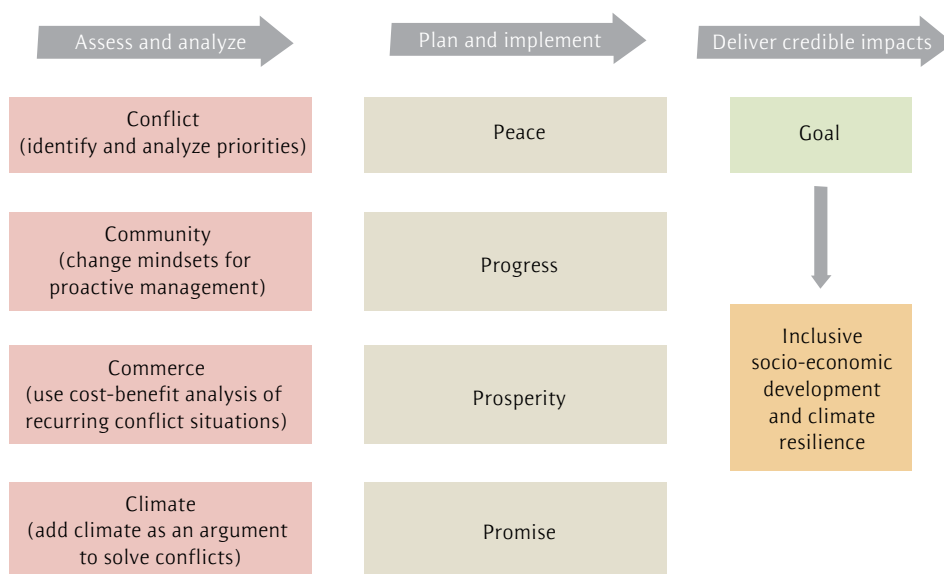 Assess and analyze
Plan and implement
Deliver credible impacts
Conflict
(identify and analyze priorities)
Peace
Goal
Community
(change mindsets for
proactive management)
Progress
Commerce
(use cost-benefit analysis of
recurring conflict situations)
Prosperity
Inclusive
socio-economic
development
and climate
resilience
Climate
(add climate as an argument
to solve conflicts)
Promise